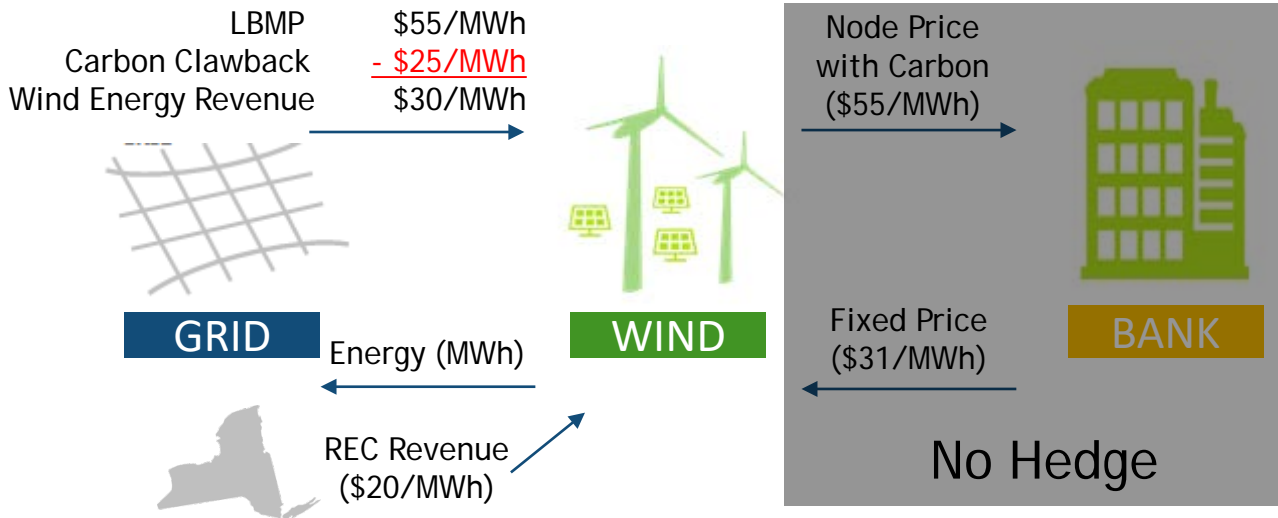 LBMP $55/MWh
Carbon Clawback - $25/MWh
Wind Energy Revenue $30/MWh
Node Price
with Carbon
($55/MWh)
GRID
WIND
Fixed Price
($31/MWh)
BANK
Energy (MWh)
REC Revenue
($20/MWh)
No Hedge